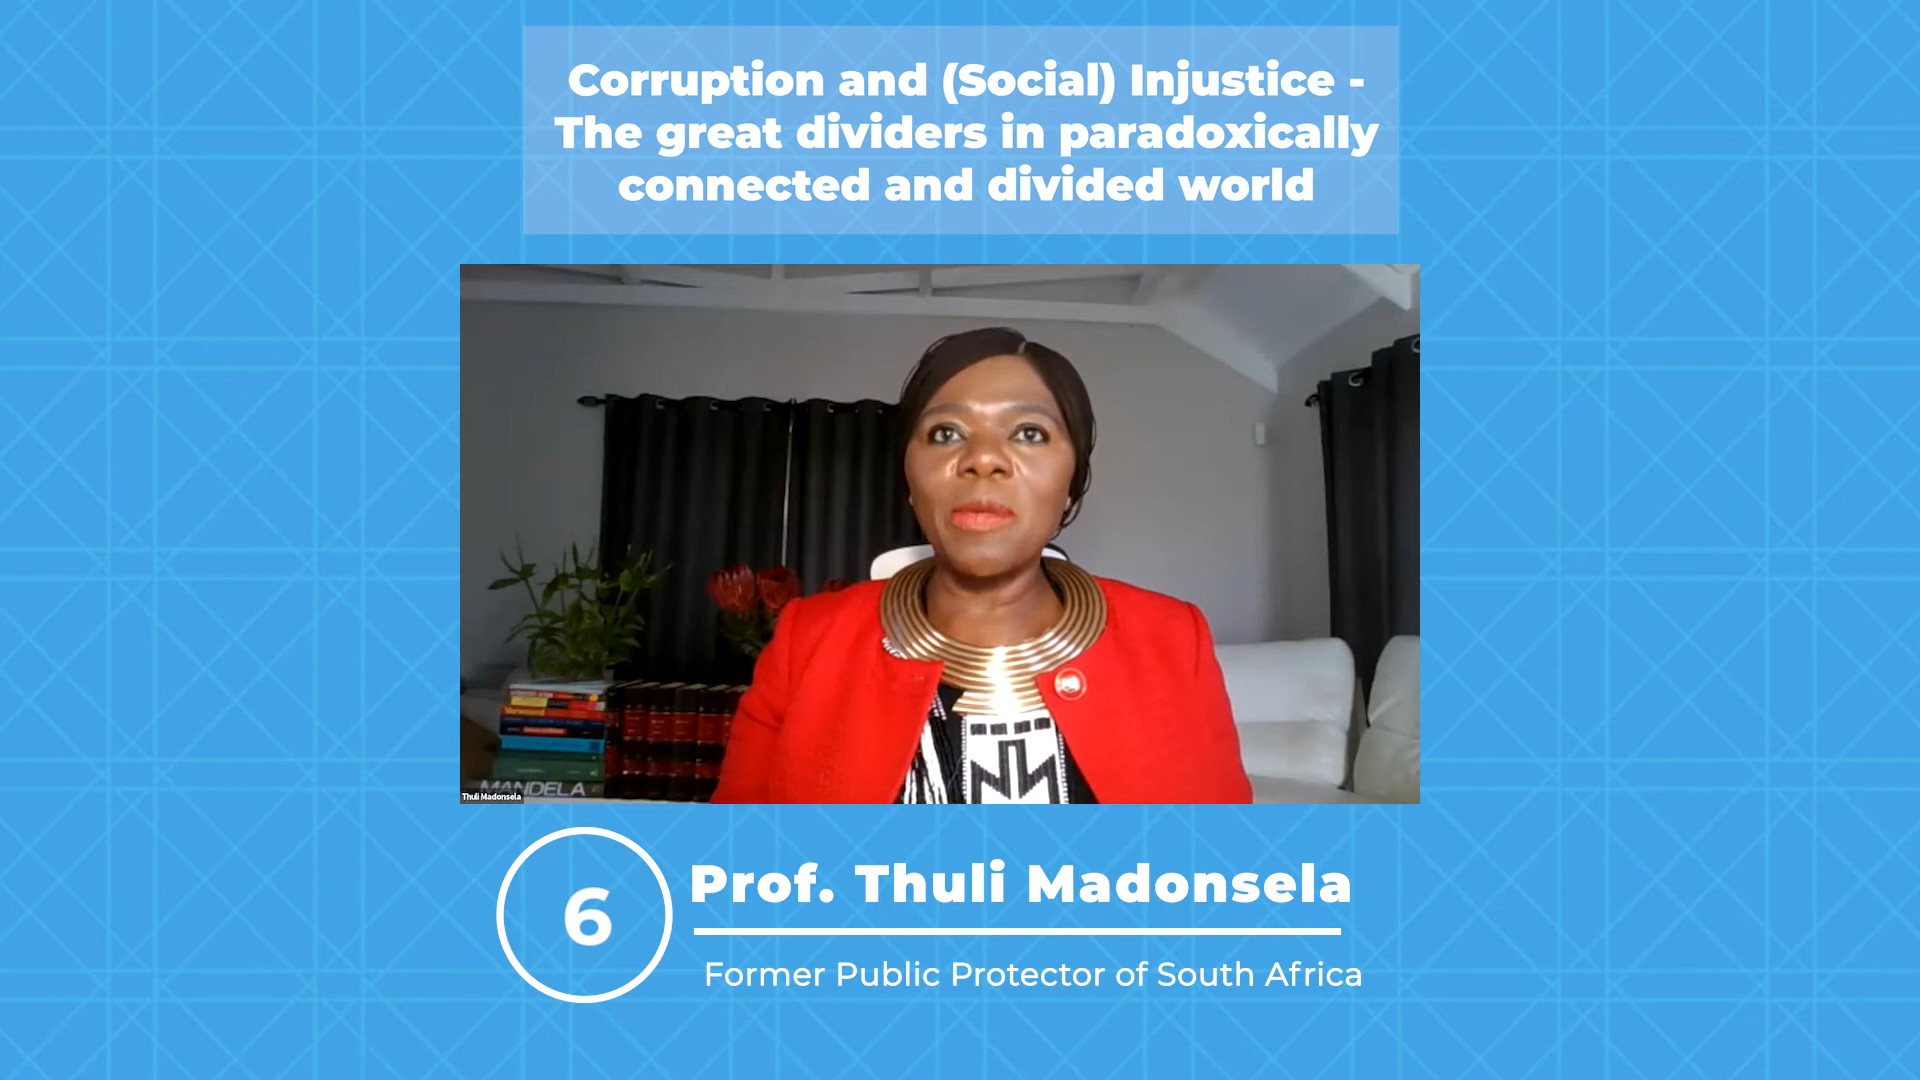 Corruption and (Social) Injustice -
The great dividers in paradoxically
connected and divided world
MANDELA
Thuli Madonsela
6
Prof. Thuli Madonsela
Former Public Protector of South Africa